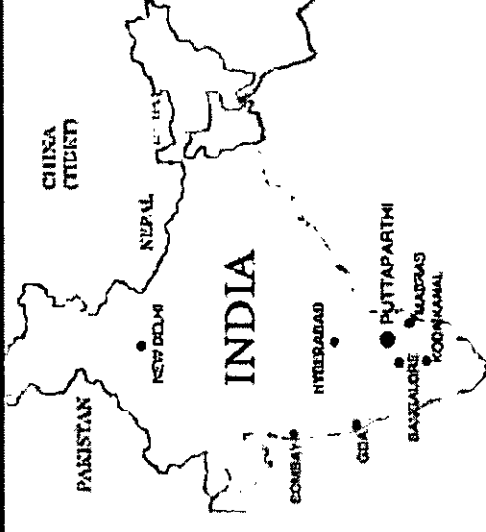 CHINA
(TIBET)
NEPAL
PAKISTAN
NEW DELHI
INDIA
HYDERABAD
BOMBAY
GOA
PUTTAPARTHI
MADRAS
BANGALORE
KODAIKANAL